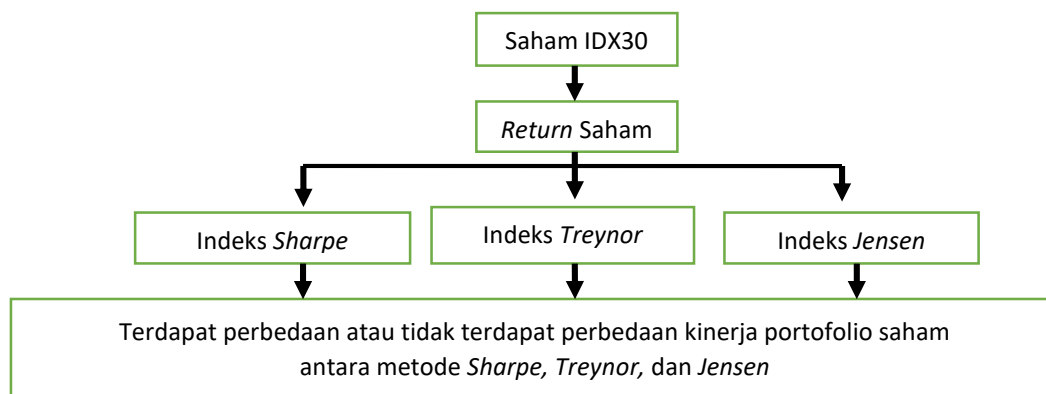 Saham IDX30
Return Saham
Indeks Sharpe
Indeks Treynor
Indeks Jensen
Terdapat perbedaan atau tidak terdapat perbedaan kinerja portofolio saham
antara metode Sharpe, Treynor, dan Jensen